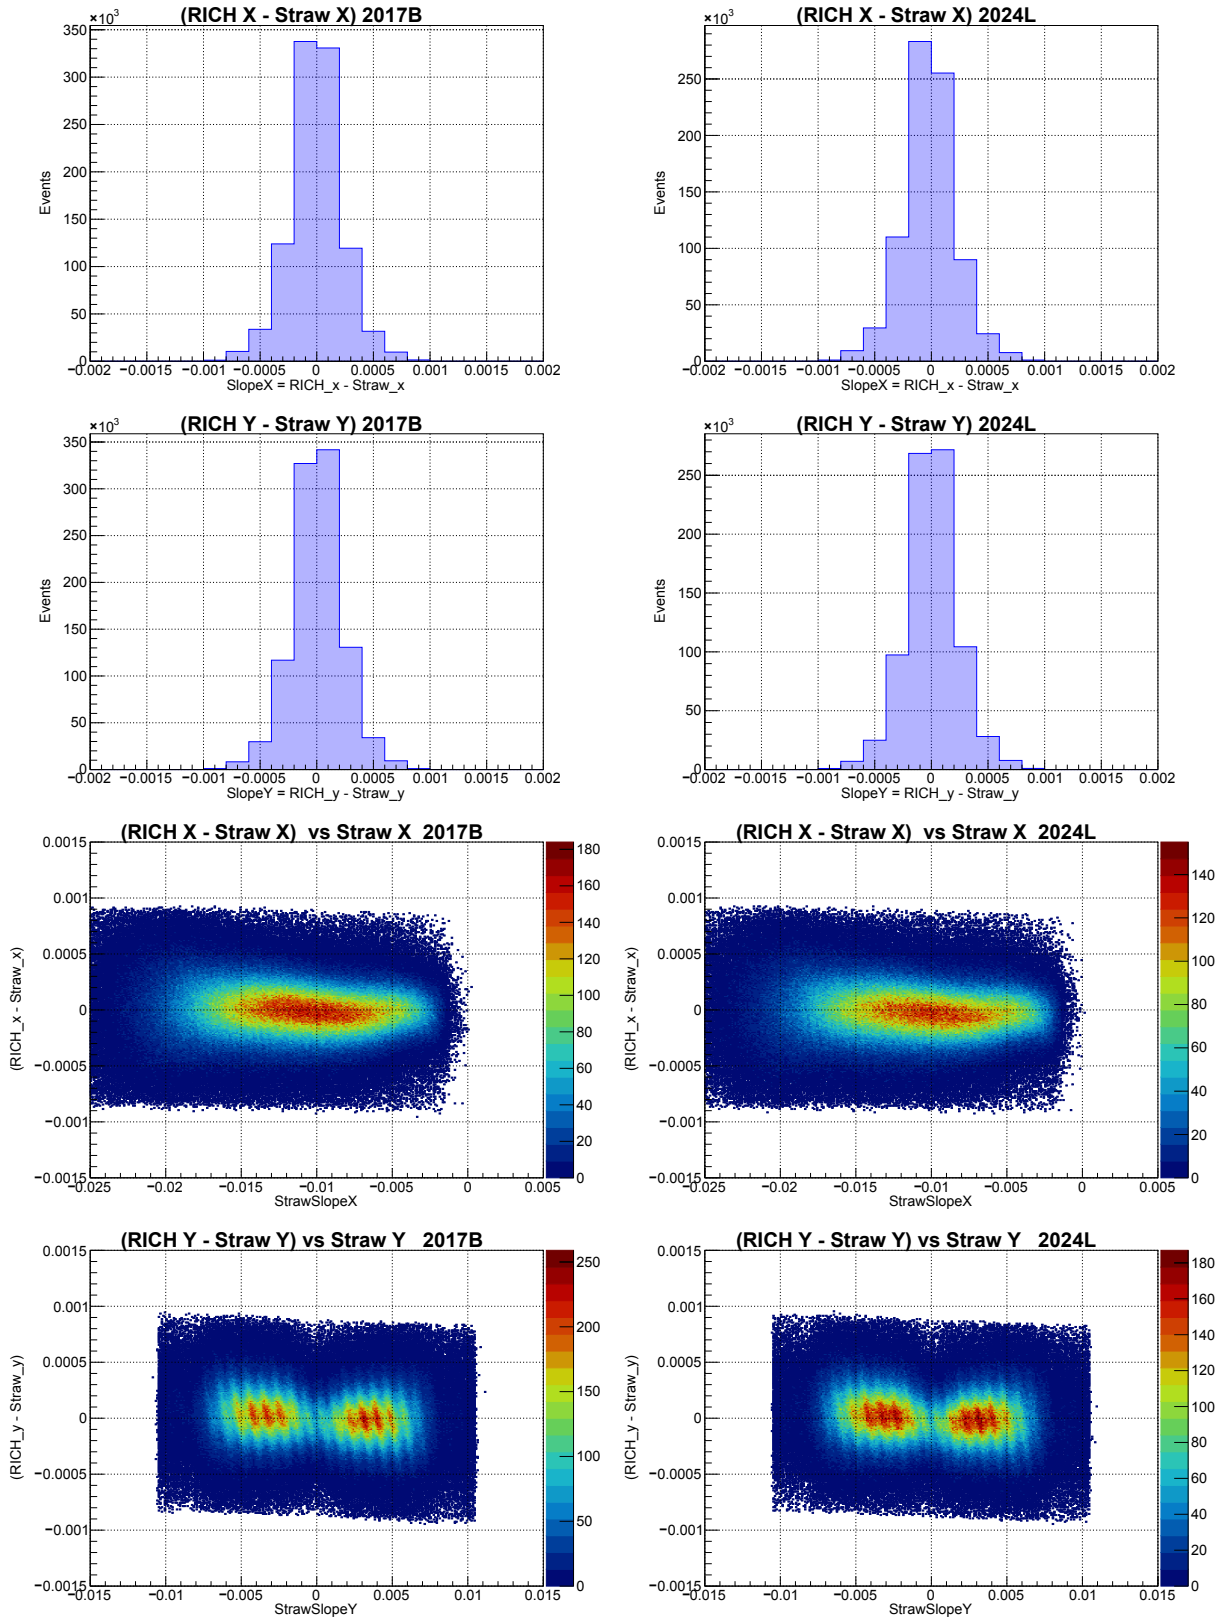 (RICH X - Straw X) 2017B
×10³
350
300
250
200
150
100
50
0
Events
−0.002 −0.0015 −0.001 −0.0005 0 0.0005 0.001 0.0015 0.002
SlopeX = RICH_x - Straw_x
(RICH X - Straw X) 2024L
×10³
250
200
150
100
50
0
Events
−0.002 −0.0015 −0.001 −0.0005 0 0.0005 0.001 0.0015 0.002
SlopeX = RICH_x - Straw_x
(RICH Y - Straw Y) 2017B
×10³
350
300
250
200
150
100
50
0
Events
−0.002 −0.0015 −0.001 −0.0005 0 0.0005 0.001 0.0015 0.002
SlopeY = RICH_y - Straw_y
(RICH Y - Straw Y) 2024L
×10³
250
200
150
100
50
0
Events
−0.002 −0.0015 −0.001 −0.0005 0 0.0005 0.001 0.0015 0.002
SlopeY = RICH_y - Straw_y
(RICH X - Straw X) vs Straw X 2017B
0.0015
0.001
0.0005
0
−0.0005
−0.001
−0.0015
(RICH_x - Straw_x)
−0.025 −0.02 −0.015 −0.01 −0.005 0 0.005
StrawSlopeX
180
160
140
120
100
80
60
40
20
0
(RICH X - Straw X) vs Straw X 2024L
0.0015
0.001
0.0005
0
−0.0005
−0.001
−0.0015
(RICH_x - Straw_x)
−0.025 −0.02 −0.015 −0.01 −0.005 0 0.005
StrawSlopeX
140
120
100
80
60
40
20
0
(RICH Y - Straw Y) vs Straw Y 2017B
0.0015
0.001
0.0005
0
−0.0005
−0.001
−0.0015
(RICH_y - Straw_y)
−0.015 −0.01 −0.005 0 0.005 0.01 0.015
StrawSlopeY
250
200
150
100
50
0
(RICH Y - Straw Y) vs Straw Y 2024L
0.0015
0.001
0.0005
0
−0.0005
−0.001
−0.0015
(RICH_y - Straw_y)
−0.015 −0.01 −0.005 0 0.005 0.01 0.015
StrawSlopeY
180
160
140
120
100
80
60
40
20
0